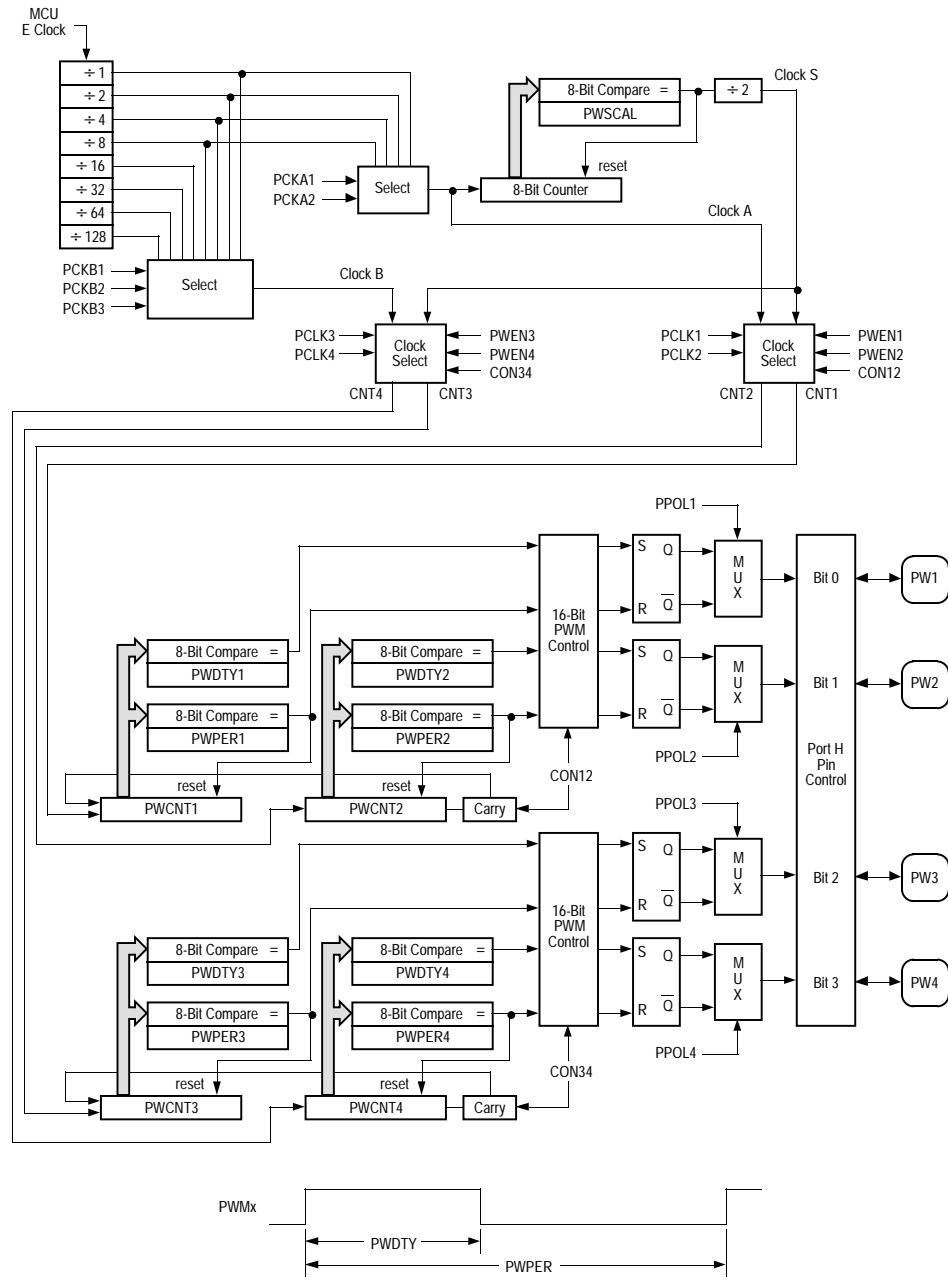 MCU
E Clock
÷ 1
÷ 2
÷ 4
÷ 8
÷ 16
÷ 32
÷ 64
÷ 128
PCKB1
PCKB2
PCKB3
Select
PCKA1
PCKA2
Select
8-Bit Compare =
PWSCAL
reset
8-Bit Counter
÷ 2
Clock S
Clock A
Clock B
PCLK3
PCLK4
Clock
Select
PWEN3
PWEN4
CON34
CNT4
CNT3
PCLK1
PCLK2
Clock
Select
PWEN1
PWEN2
CON12
CNT2
CNT1
8-Bit Compare =
PWDTY1
8-Bit Compare =
PWPER1
reset
PWCNT1
8-Bit Compare =
PWDTY2
8-Bit Compare =
PWPER2
reset
PWCNT2
Carry
16-Bit
PWM
Control
CON12
S Q
R Q
S Q
R Q
PPOL1
MUX
MUX
PPOL2
8-Bit Compare =
PWDTY3
8-Bit Compare =
PWPER3
reset
PWCNT3
8-Bit Compare =
PWDTY4
8-Bit Compare =
PWPER4
reset
PWCNT4
Carry
16-Bit
PWM
Control
CON34
S Q
R Q
S Q
R Q
PPOL3
MUX
MUX
PPOL4
Bit 0
Bit 1
Port H
Pin
Control
Bit 2
Bit 3
PW1
PW2
PW3
PW4
PWMx
PWDTY
PWPER